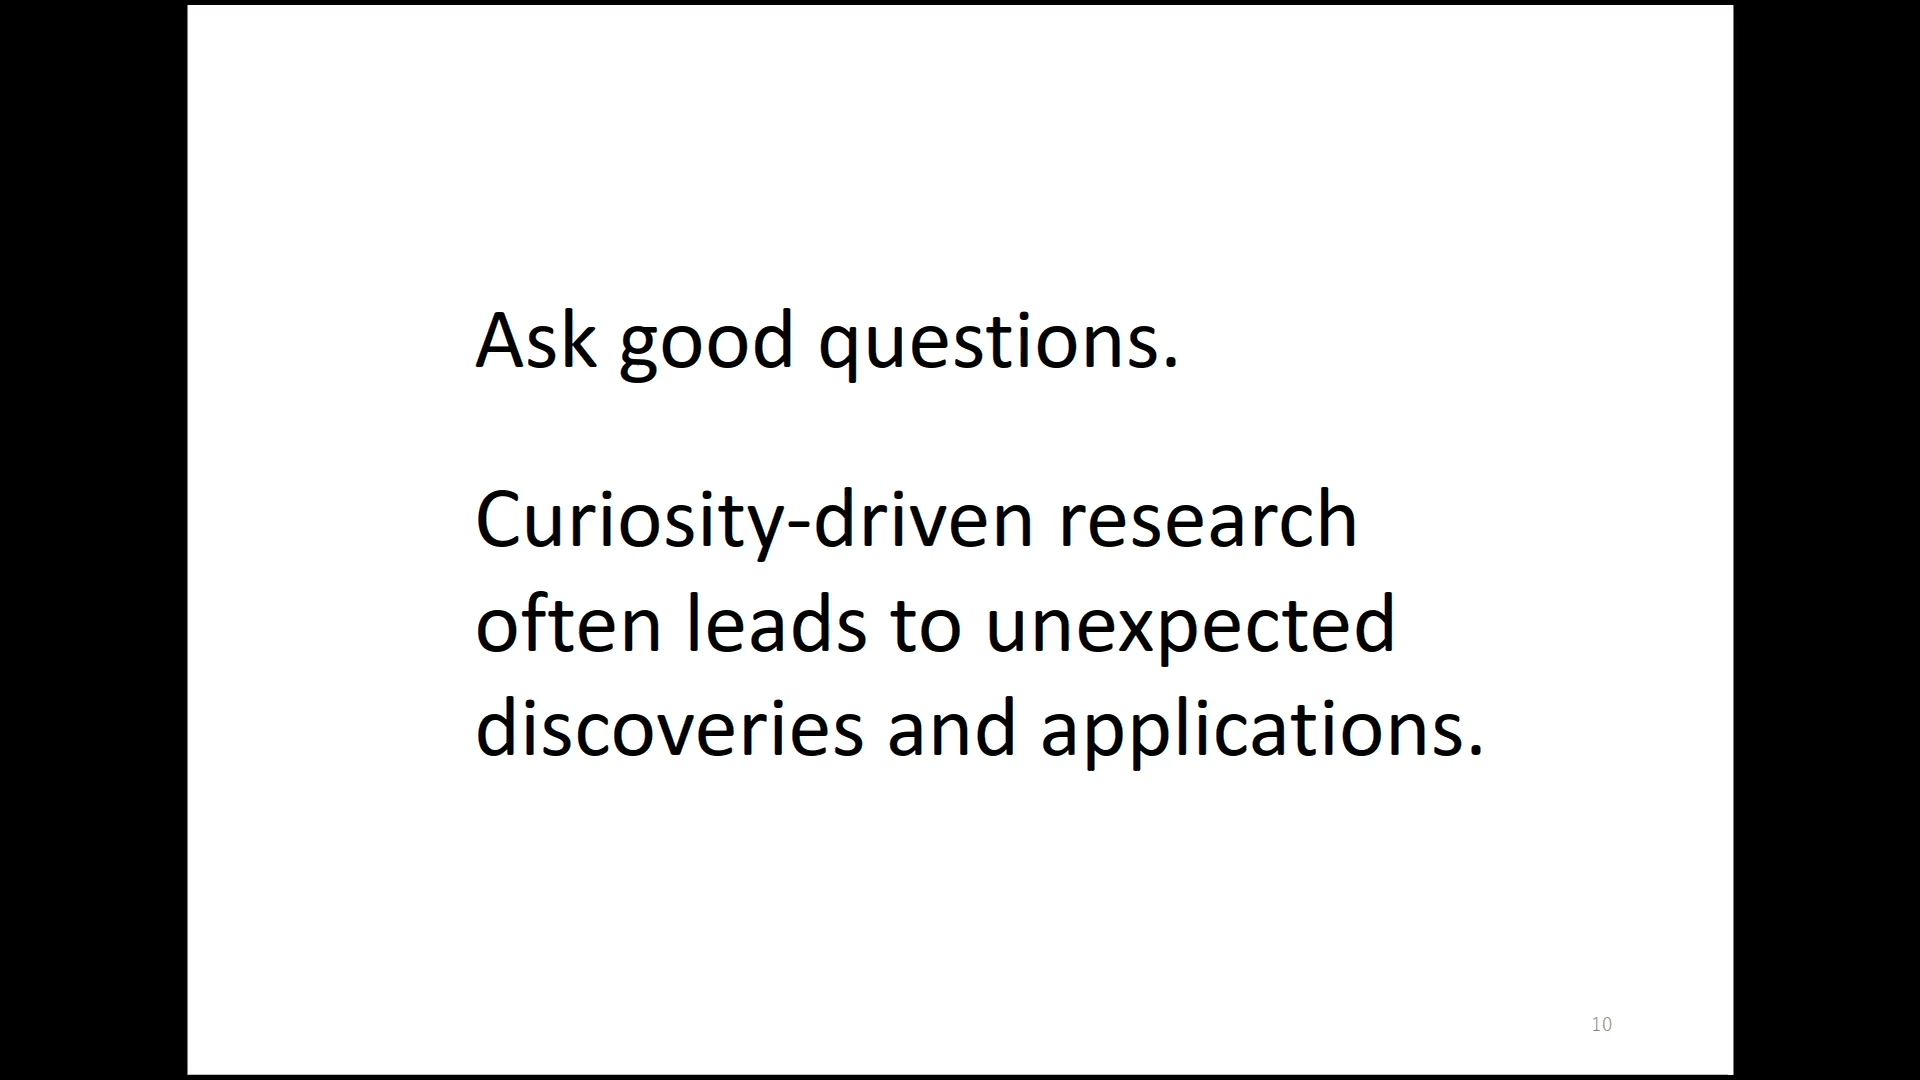 Ask good questions.
Curiosity-driven research
often leads to unexpected
discoveries and applications.
10